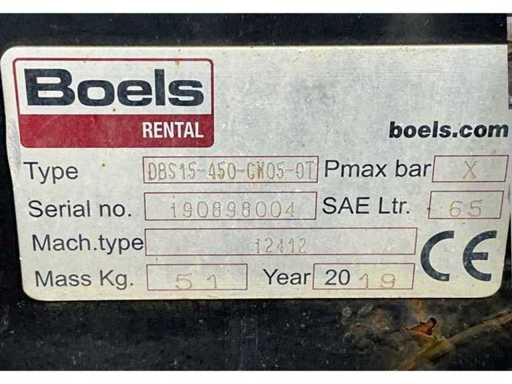 Boels
RENTAL
boels.com
Type DBS15-450-CW05-OT Pmax bar X
Serial no. 190898004 SAE Ltr. 65
Mach.type 12412
Mass Kg. 51 Year 2019
CE